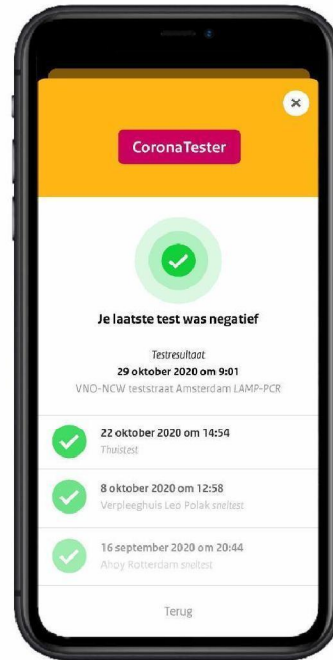 CoronaTester
Je laatste test was negatief
Testresultaat
29 oktober 2020 om 9:01
VNO-NCW teststraat Amsterdam LAMP-PCR
22 oktober 2020 om 14:54
Thuistest
8 oktober 2020 om 12:58
Verpleeghuis Leo Polak sneltest
16 september 2020 om 20:44
Ahoy Rotterdam sneltest
Terug